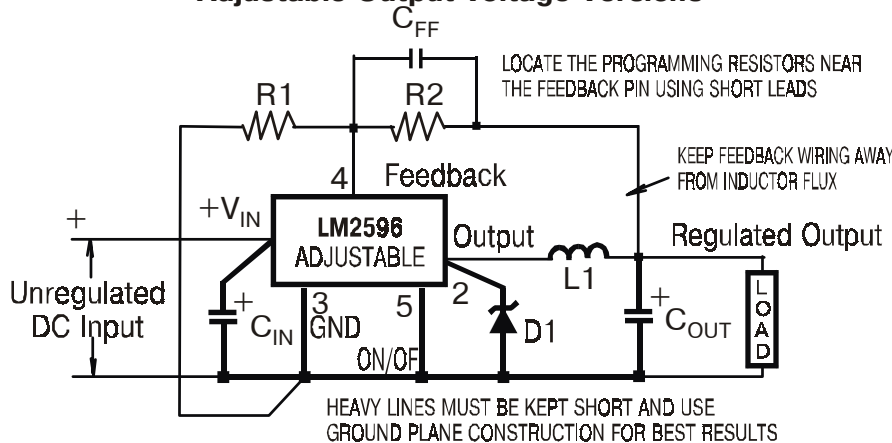 Adjustable Output Voltage Versions
CFF
LOCATE THE PROGRAMMING RESISTORS NEAR
THE FEEDBACK PIN USING SHORT LEADS
R1
R2
KEEP FEEDBACK WIRING AWAY
FROM INDUCTOR FLUX
4
Feedback
+
+VIN
LM2596
ADJUSTABLE
Output
Regulated Output
L1
Unregulated
DC Input
+
CIN
3
GND
5
ON/OF
2
D1
+
COUT
LOAD
HEAVY LINES MUST BE KEPT SHORT AND USE
GROUND PLANE CONSTRUCTION FOR BEST RESULTS